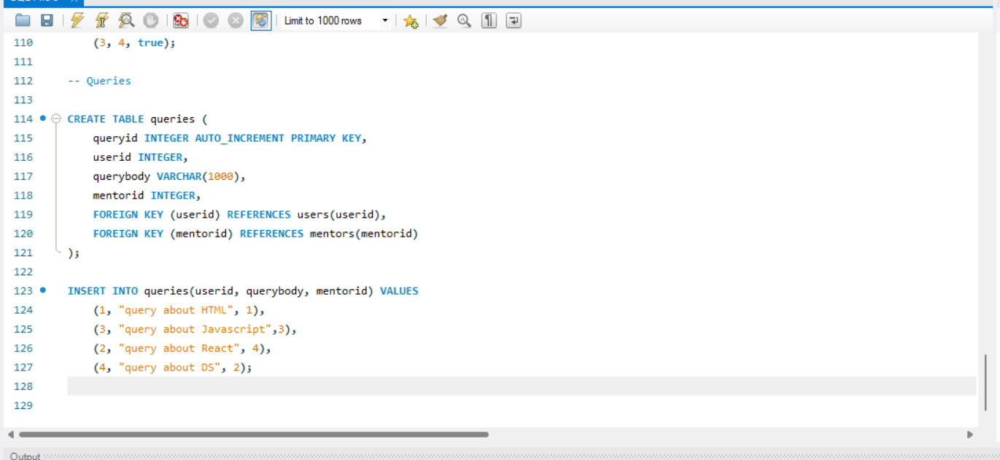 Limit to 1000 rows
110 (3, 4, true);
111
112 -- Queries
113
114 CREATE TABLE queries (
115 queryid INTEGER AUTO_INCREMENT PRIMARY KEY,
116 userid INTEGER,
117 querybody VARCHAR(1000),
118 mentorid INTEGER,
119 FOREIGN KEY (userid) REFERENCES users(userid),
120 FOREIGN KEY (mentorid) REFERENCES mentors(mentorid)
121 );
122
123 INSERT INTO queries(userid, querybody, mentorid) VALUES
124 (1, "query about HTML", 1),
125 (3, "query about Javascript",3),
126 (2, "query about React", 4),
127 (4, "query about DS", 2);
128
129
Output